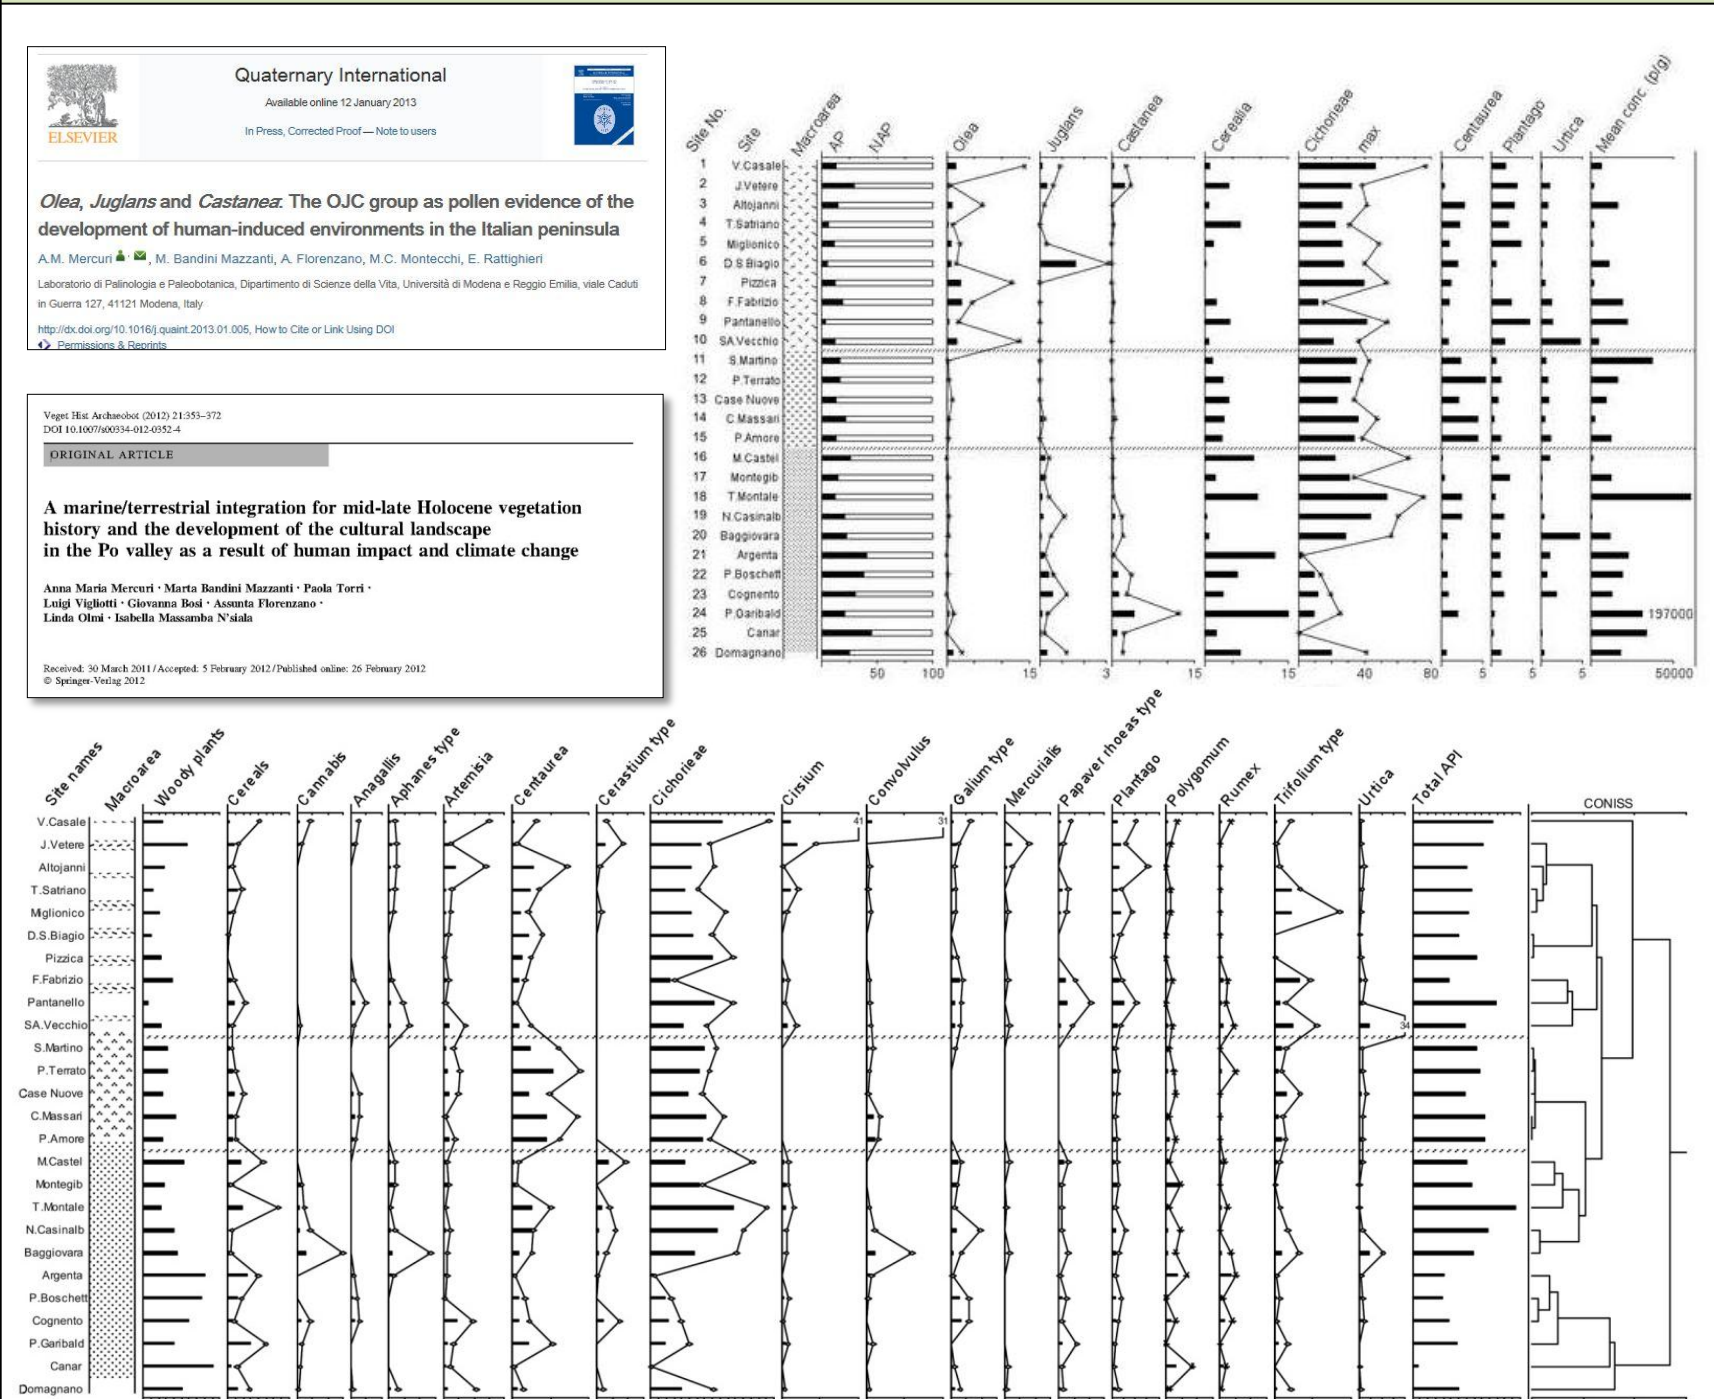 Quaternary International
Available online 12 January 2013
In Press, Corrected Proof — Note to users
ELSEVIER
Olea, Juglans and Castanea: The OJC group as pollen evidence of the
development of human-induced environments in the Italian peninsula
A.M. Mercuri, M. Bandini Mazzanti, A. Florenzano, M.C. Montecchi, E. Rattighieri
Laboratorio di Palinologia e Paleobotanica, Dipartimento di Scienze della Vita, Università di Modena e Reggio Emilia, viale Caduti
in Guerra 127, 41121 Modena, Italy
http://dx.doi.org/10.1016/j.quaint.2013.01.005, How to Cite or Link Using DOI
Permissions & Reprints
Veget Hist Archaeobot (2012) 21:353–372
DOI 10.1007/s00334-012-0352-4
ORIGINAL ARTICLE
A marine/terrestrial integration for mid-late Holocene vegetation
history and the development of the cultural landscape
in the Po valley as a result of human impact and climate change
Anna Maria Mercuri · Marta Bandini Mazzanti · Paola Torri ·
Luigi Vigliotti · Giovanna Bosi · Assunta Florenzano ·
Linda Olmi · Isabella Massamba N'siala
Received: 30 March 2011 / Accepted: 5 February 2012 / Published online: 26 February 2012
© Springer-Verlag 2012
Site No. Site Macroarea AP NAP Olea Juglans Castanea Cerealia Cichorieae max Centaurea Plantago Urtica Mean conc. (p/g)
1 V.Casale
2 J.Vetere
3 Altojanni
4 T.Satriano
5 Miglionico
6 D.S.Biagio
7 Pizzica
8 F.Fabrizio
9 Pantanello
10 SA.Vecchio
11 S.Martino
12 P.Terrato
13 Case Nuove
14 C.Massari
15 P.Amore
16 M.Castel
17 Montegib
18 T.Montale
19 N.Casinalb
20 Baggiovara
21 Argenta
22 P.Boschett
23 Cognento
24 P.Garibald 197000
25 Canar
26 Domagnano
50 100 15 3 15 15 40 80 5 5 5 50000
Site names Macroarea Woody plants Cereals Cannabis Anagallis Aphanes type Artemisia Centaurea Cerastium type Cichorieae Cirsium Convolvulus Galium type Mercurialis Papaver rhoeas type Plantago Polygomum Rumex Trifolium type Urtica Total API CONISS
V.Casale 41 31
J.Vetere
Altojanni
T.Satriano
Miglionico
D.S.Biagio
Pizzica
F.Fabrizio
Pantanello
SA.Vecchio 34
S.Martino
P.Terrato
Case Nuove
C.Massari
P.Amore
M.Castel
Montegib
T.Montale
N.Casinalb
Baggiovara
Argenta
P.Boschett
Cognento
P.Garibald
Canar
Domagnano